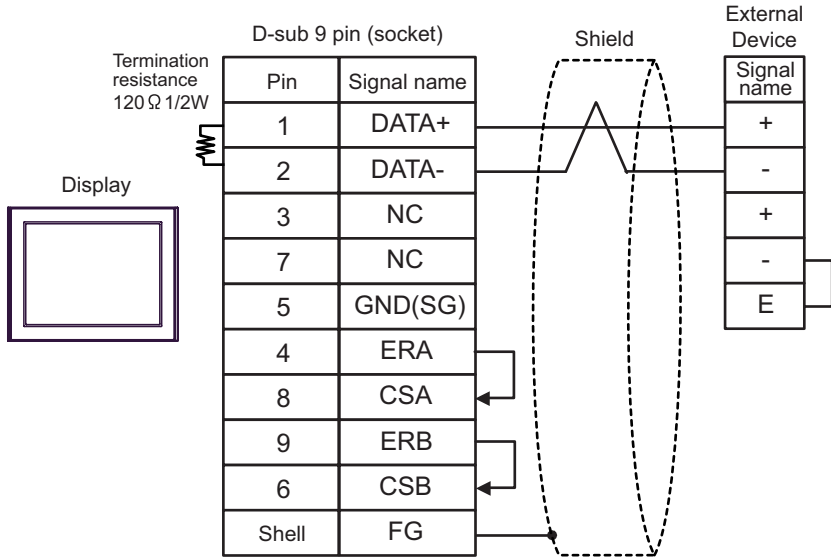 D-sub 9 pin (socket)
Shield
External
Device
Termination
resistance
120 Ω 1/2W
Display
Pin Signal name
1 DATA+
2 DATA-
3 NC
7 NC
5 GND(SG)
4 ERA
8 CSA
9 ERB
6 CSB
Shell FG
Signal
name
+
-
+
-
E